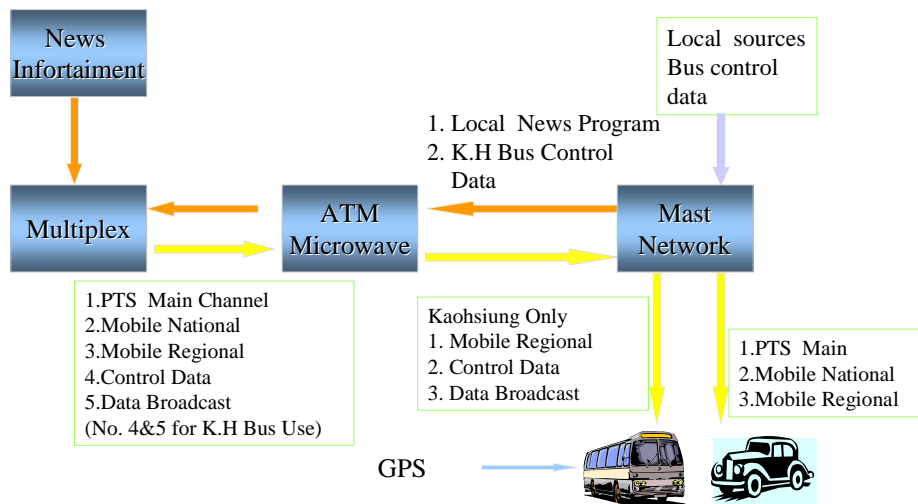 News
Infortaiment
Local  sources
Bus control
data
1. Local  News Program
2. K.H Bus Control
Data
Multiplex
ATM
Microwave
Mast
Network
1.PTS  Main Channel
2.Mobile National
3.Mobile Regional
4.Control Data
5.Data Broadcast
(No. 4&5 for K.H Bus Use)
Kaohsiung Only
1. Mobile Regional
2. Control Data
3. Data Broadcast
1.PTS Main
2.Mobile National
3.Mobile Regional
GPS